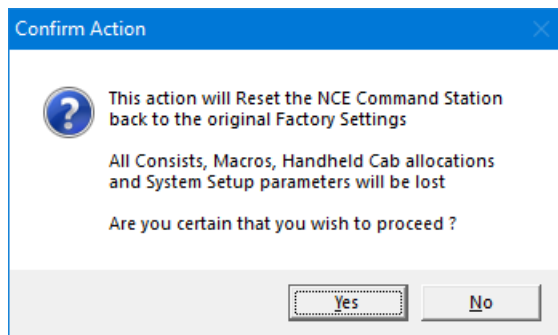 Confirm Action
This action will Reset the NCE Command Station
back to the original Factory Settings
All Consists, Macros, Handheld Cab allocations
and System Setup parameters will be lost
Are you certain that you wish to proceed ?
Yes
No